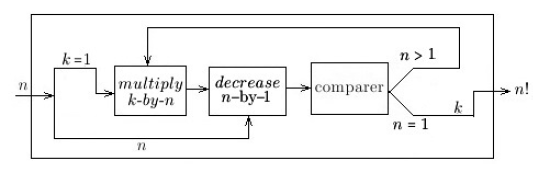 n
k=1
multiply
k-by-n
decrease
n–by–1
comparer
n > 1
n = 1
k
n!
n